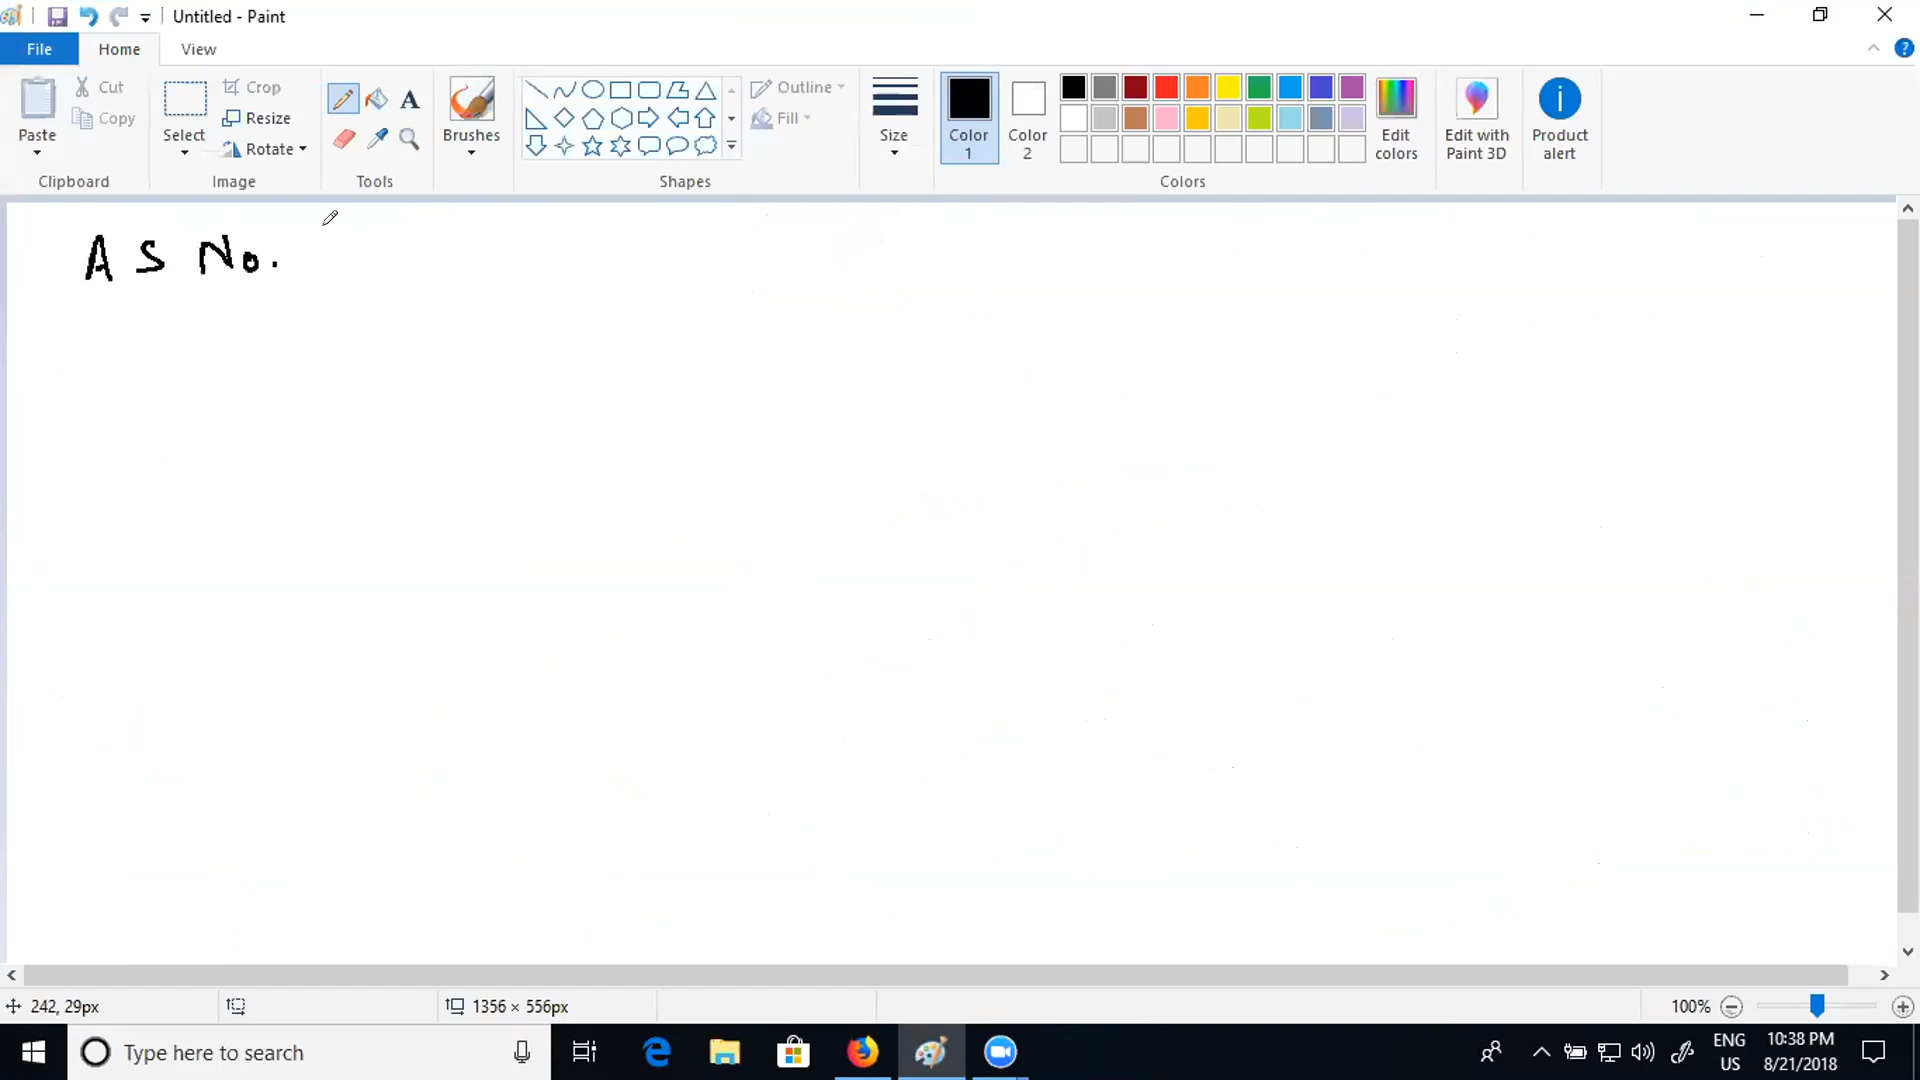 Untitled - Paint
File Home View
Paste
Cut
Copy
Clipboard
Select
Crop
Resize
Rotate
Image
Tools
Brushes
Shapes
Outline
Fill
Size
Color 1
Color 2
Colors
Edit colors
Edit with Paint 3D
Product alert
A S No.
242, 29px
1356 × 556px
100%
Type here to search
ENG US
10:38 PM
8/21/2018